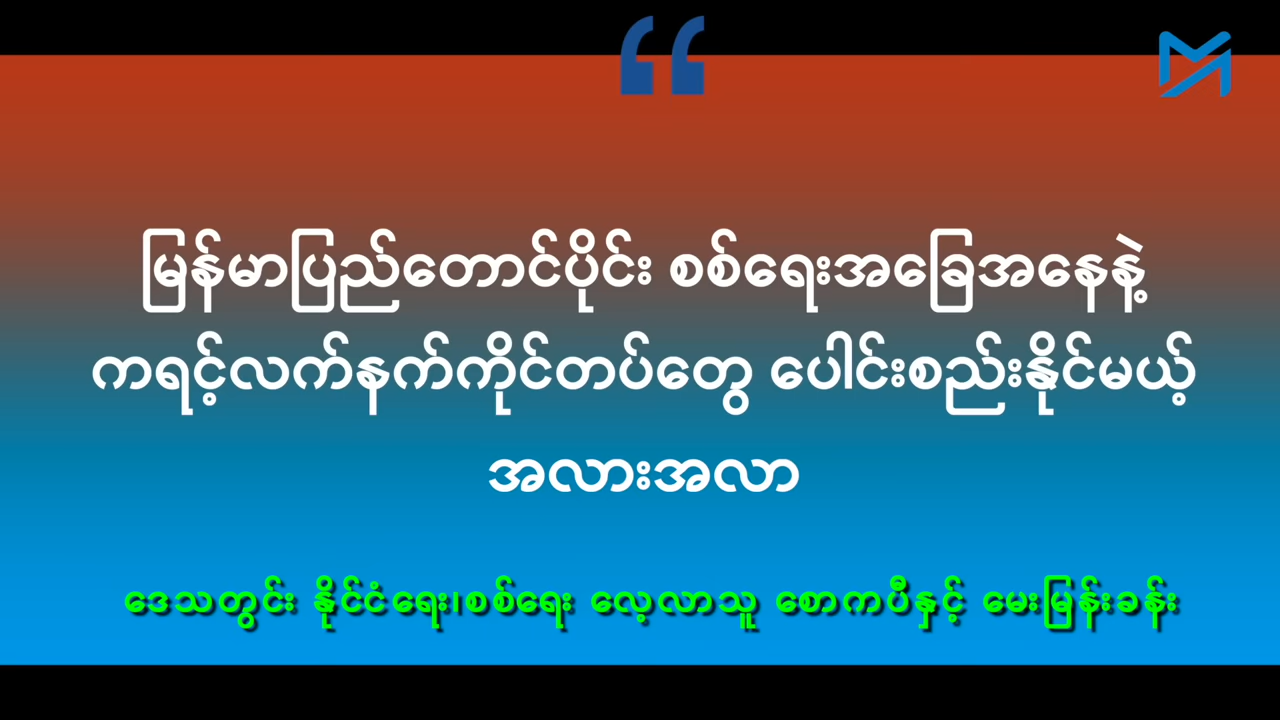 မြန်မာပြည်တောင်ပိုင်း စစ်ရေးအခြေအနေနဲ့
ကရင့်လက်နက်ကိုင်တပ်တွေ ပေါင်းစည်းနိုင်မယ့်
အလားအလာ
ဒေသတွင်း နိုင်ငံရေး၊စစ်ရေး လေ့လာသူ စောကပီနှင့် မေးမြန်းခန်း